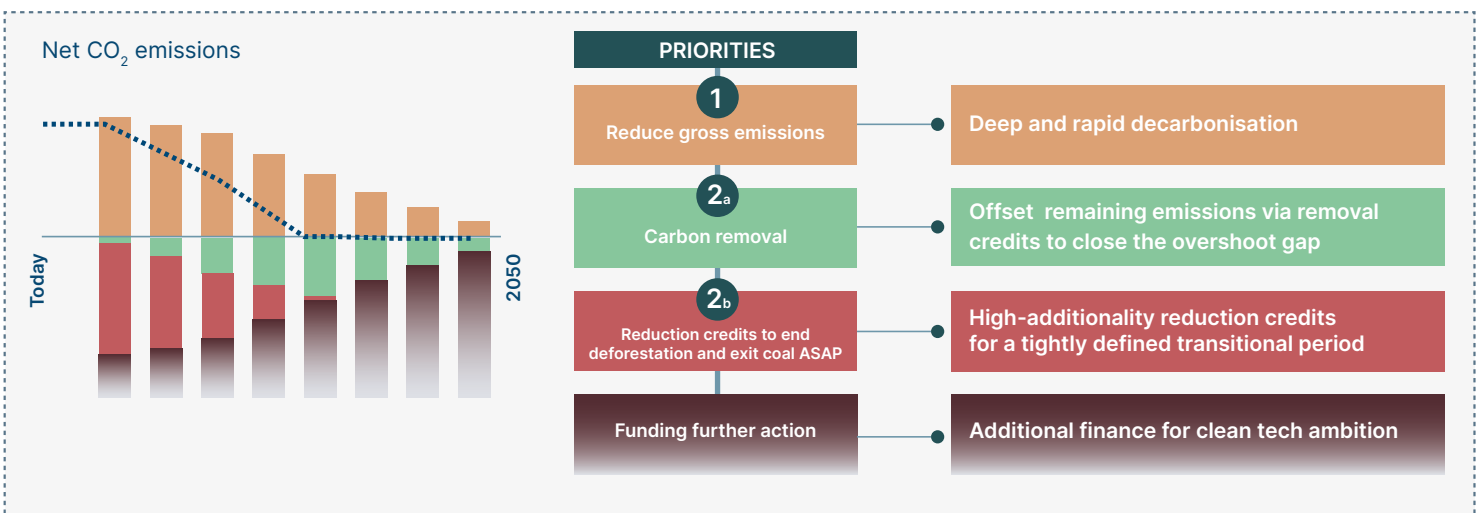 Net CO₂ emissions
Today
2050
PRIORITIES
1
Reduce gross emissions
Deep and rapid decarbonisation
2a
Carbon removal
Offset remaining emissions via removal
credits to close the overshoot gap
2b
Reduction credits to end
deforestation and exit coal ASAP
High-additionality reduction credits
for a tightly defined transitional period
Funding further action
Additional finance for clean tech ambition